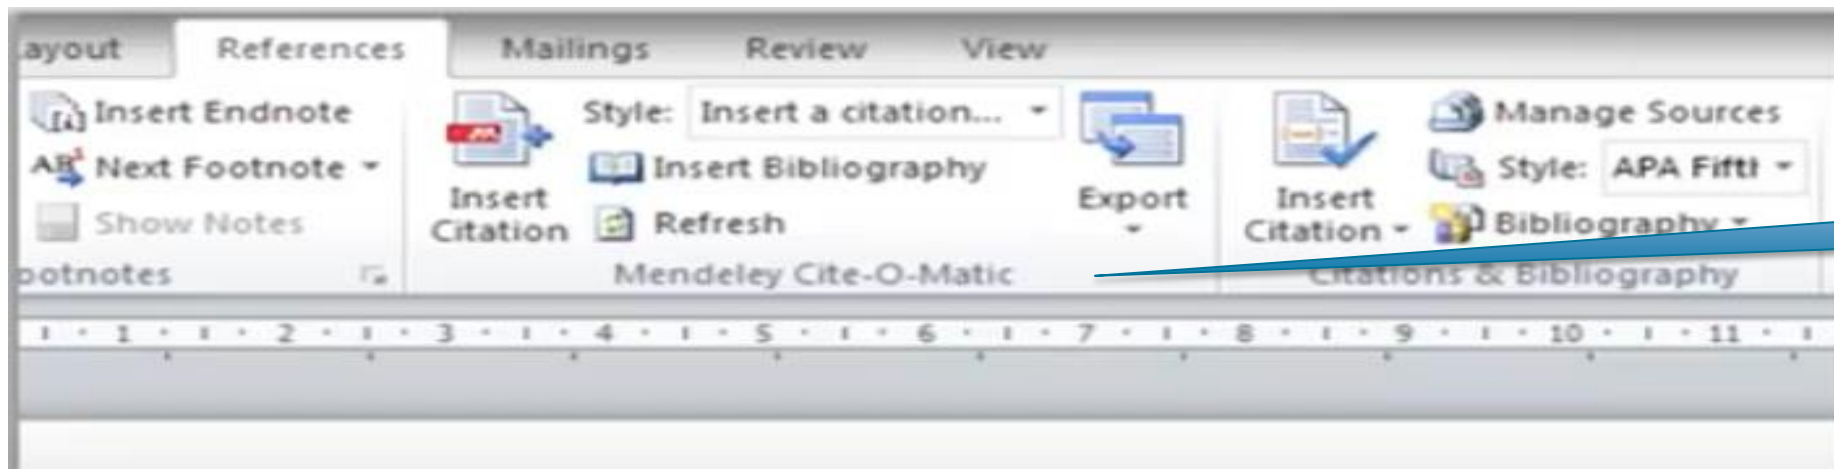 ayout References Mailings Review View
Insert Endnote
AB¹ Next Footnote
Show Notes
ootnotes
Insert
Citation
Style: Insert a citation...
Insert Bibliography
Refresh
Export
Mendeley Cite-O-Matic
Insert
Citation
Manage Sources
Style: APA Fifth
Bibliography
Citations & Bibliography
1 2 3 4 5 6 7 8 9 10 11